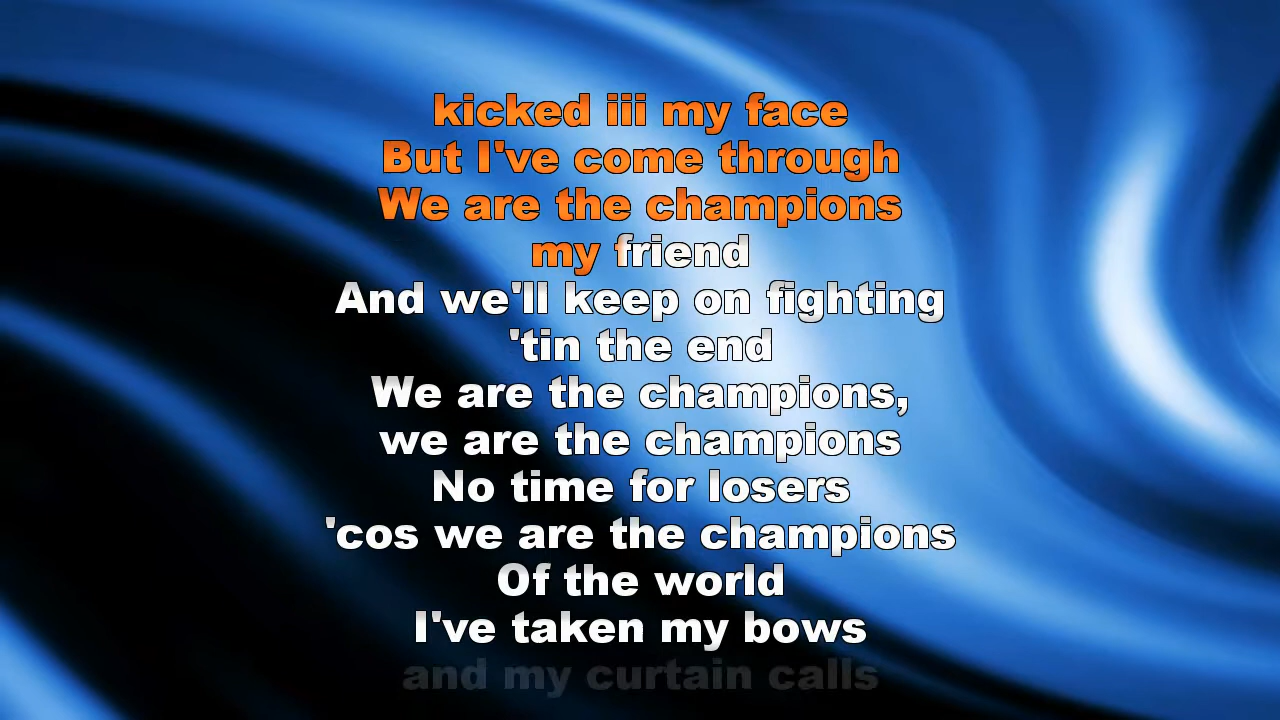 kicked iii my face
But I've come through
We are the champions
my friend
And we'll keep on fighting
'tin the end
We are the champions,
we are the champions
No time for losers
'cos we are the champions
Of the world
I've taken my bows
and my curtain calls